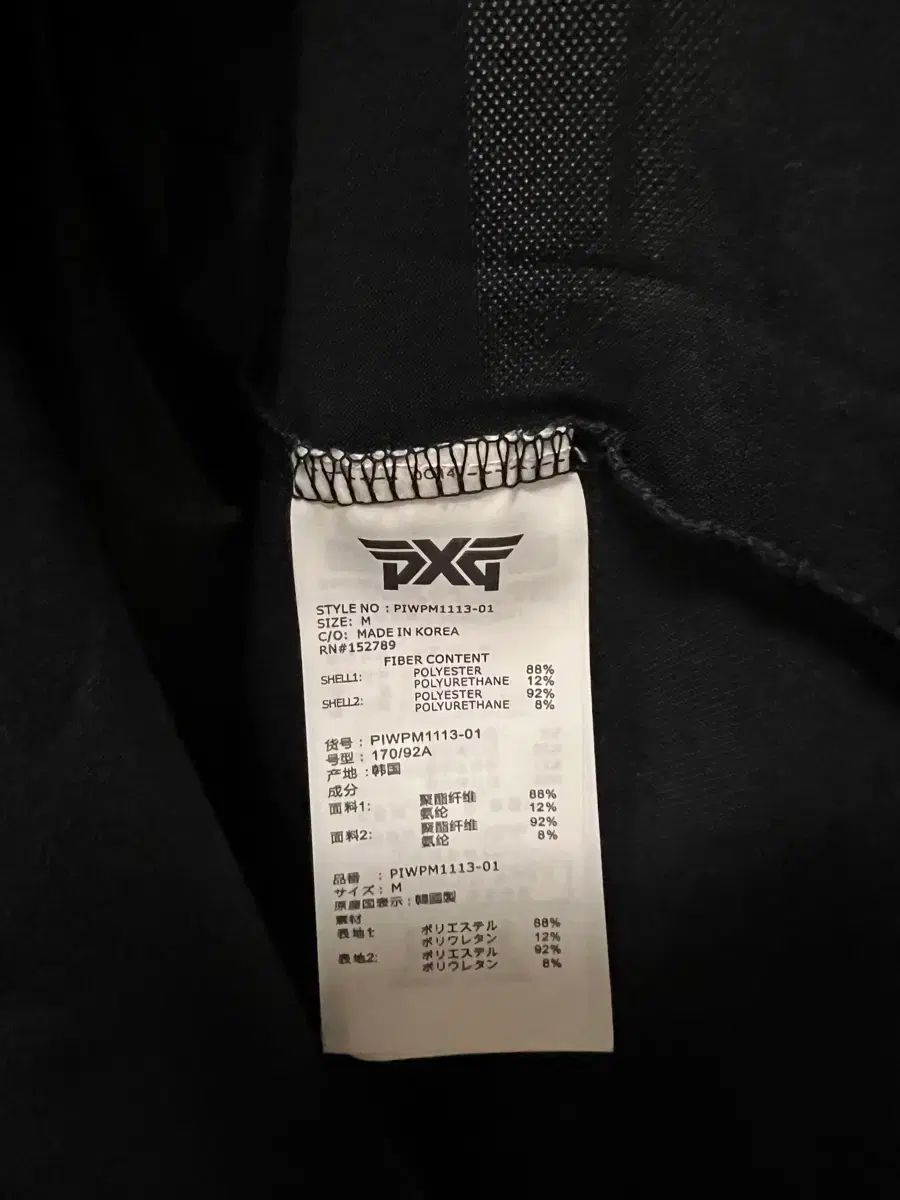 PXG
STYLE NO : PIWPM1113-01
SIZE: M
C/O: MADE IN KOREA
RN#152789
FIBER CONTENT
SHELL1: POLYESTER 88%
POLYURETHANE 12%
SHELL2: POLYESTER 92%
POLYURETHANE 8%
货号 : PIWPM1113-01
号型 : 170/92A
产地 : 韩国
成分
面料1: 聚酯纤维 88%
氨纶 12%
面料2: 聚酯纤维 92%
氨纶 8%
品番 : PIWPM1113-01
サイズ : M
原産国表示 : 韓國製
素材
表地1: ポリエステル 88%
ポリウレタン 12%
表地2: ポリエステル 92%
ポリウレタン 8%